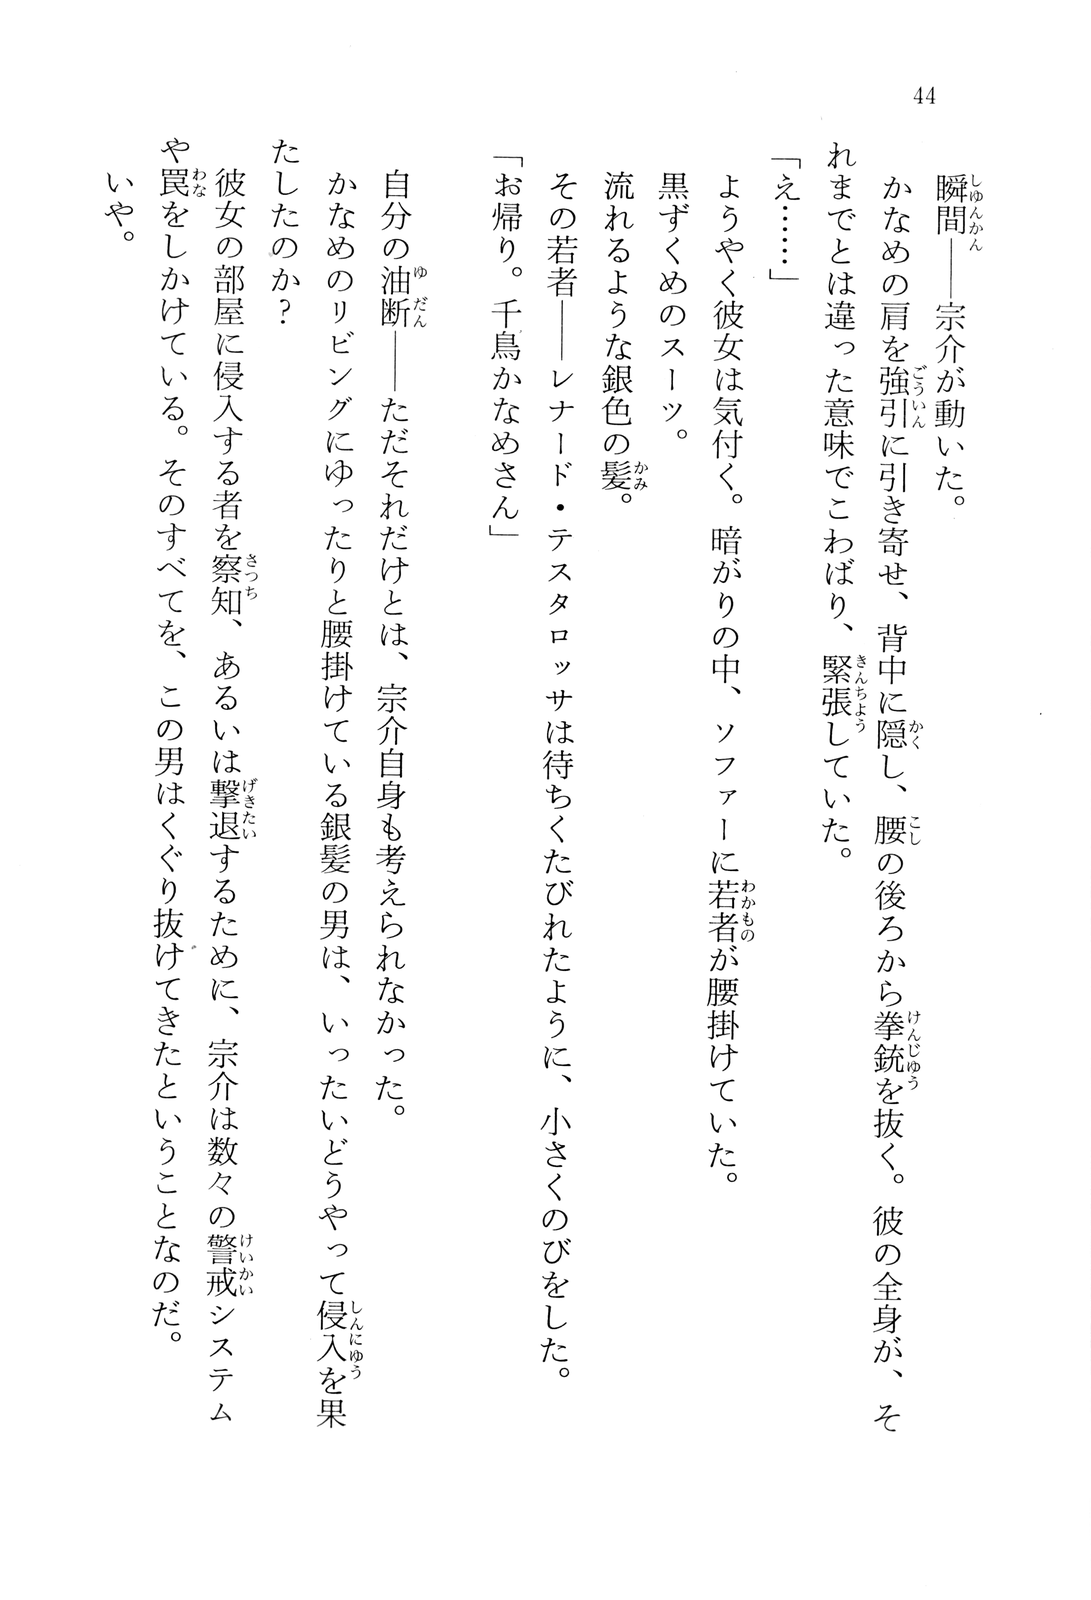 44
瞬間――宗介が動いた。
かなめの肩を強引に引き寄せ、背中に隠し、腰の後ろから拳銃を抜く。彼の全身が、そ
れまでとは違った意味でこわばり、緊張していた。
「え……」
ようやく彼女は気付く。暗がりの中、ソファーに若者が腰掛けていた。
黒ずくめのスーツ。
流れるような銀色の髪。
その若者――レナード・テスタロッサは待ちくたびれたように、小さくのびをした。
「お帰り。千鳥かなめさん」
自分の油断――ただそれだけとは、宗介自身も考えられなかった。
かなめのリビングにゆったりと腰掛けている銀髪の男は、いったいどうやって侵入を果
たしたのか?
彼女の部屋に侵入する者を察知、あるいは撃退するために、宗介は数々の警戒システム
や罠をしかけている。そのすべてを、この男はくぐり抜けてきたということなのだ。
いや。